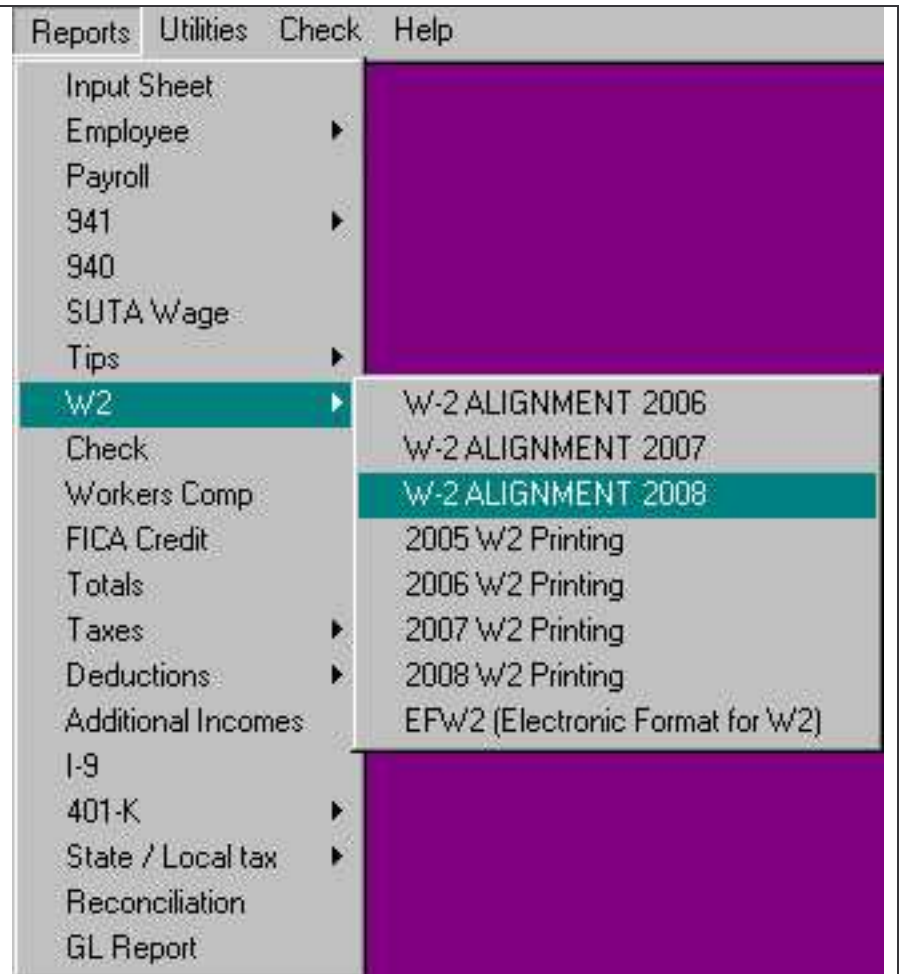 Reports Utilities Check Help
Input Sheet
Employee
Payroll
941
940
SUTA Wage
Tips
W2
Check
Workers Comp
FICA Credit
Totals
Taxes
Deductions
Additional Incomes
I-9
401-K
State / Local tax
Reconciliation
GL Report
W-2 ALIGNMENT 2006
W-2 ALIGNMENT 2007
W-2 ALIGNMENT 2008
2005 W2 Printing
2006 W2 Printing
2007 W2 Printing
2008 W2 Printing
EFW2 (Electronic Format for W2)